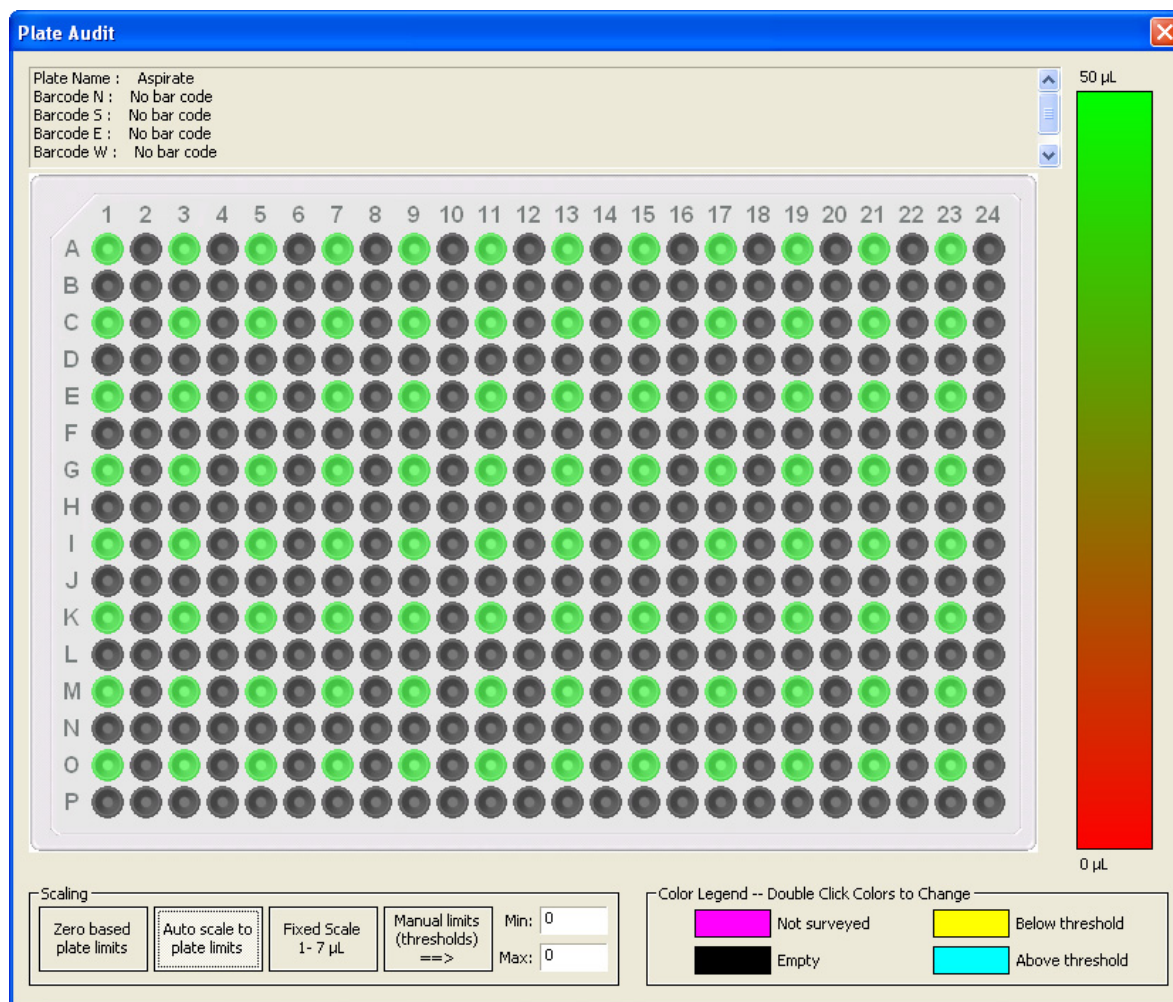 Plate Audit
Plate Name : Aspirate
Barcode N : No bar code
Barcode S : No bar code
Barcode E : No bar code
Barcode W : No bar code
50 µL
1 2 3 4 5 6 7 8 9 10 11 12 13 14 15 16 17 18 19 20 21 22 23 24
A
B
C
D
E
F
G
H
I
J
K
L
M
N
O
P
0 µL
Scaling
Zero based
plate limits
Auto scale to
plate limits
Fixed Scale
1- 7 µL
Manual limits
(thresholds)
==>
Min: 0
Max: 0
Color Legend -- Double Click Colors to Change
Not surveyed
Below threshold
Empty
Above threshold